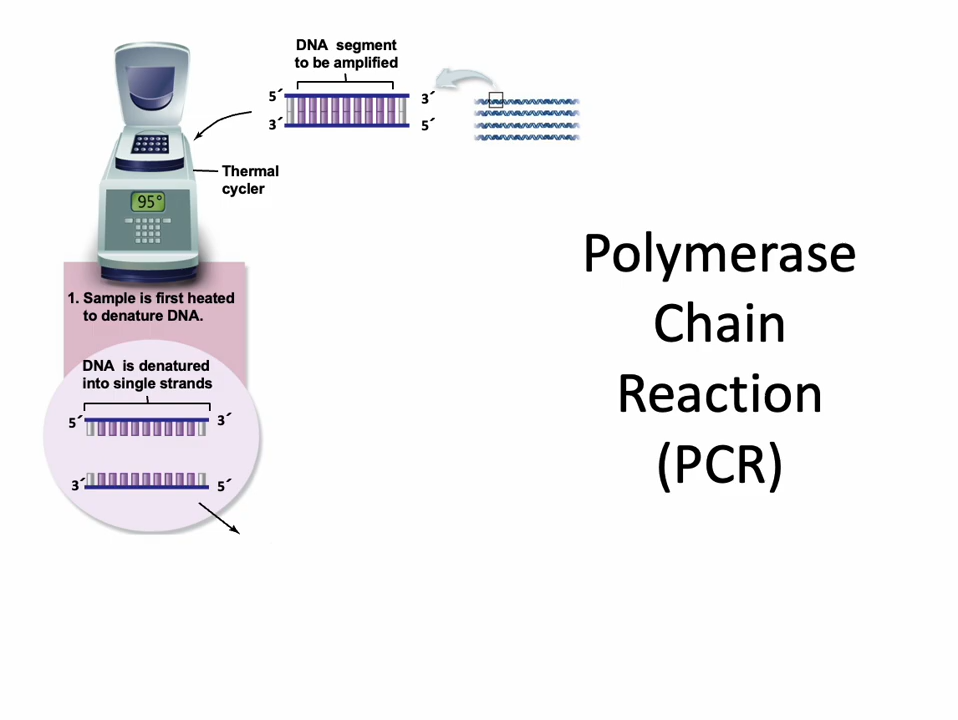 DNA segment
to be amplified
5´
3´
3´
5´
Thermal
cycler
95°
1. Sample is first heated
to denature DNA.
DNA is denatured
into single strands
5´
3´
3´
5´
Polymerase
Chain
Reaction
(PCR)